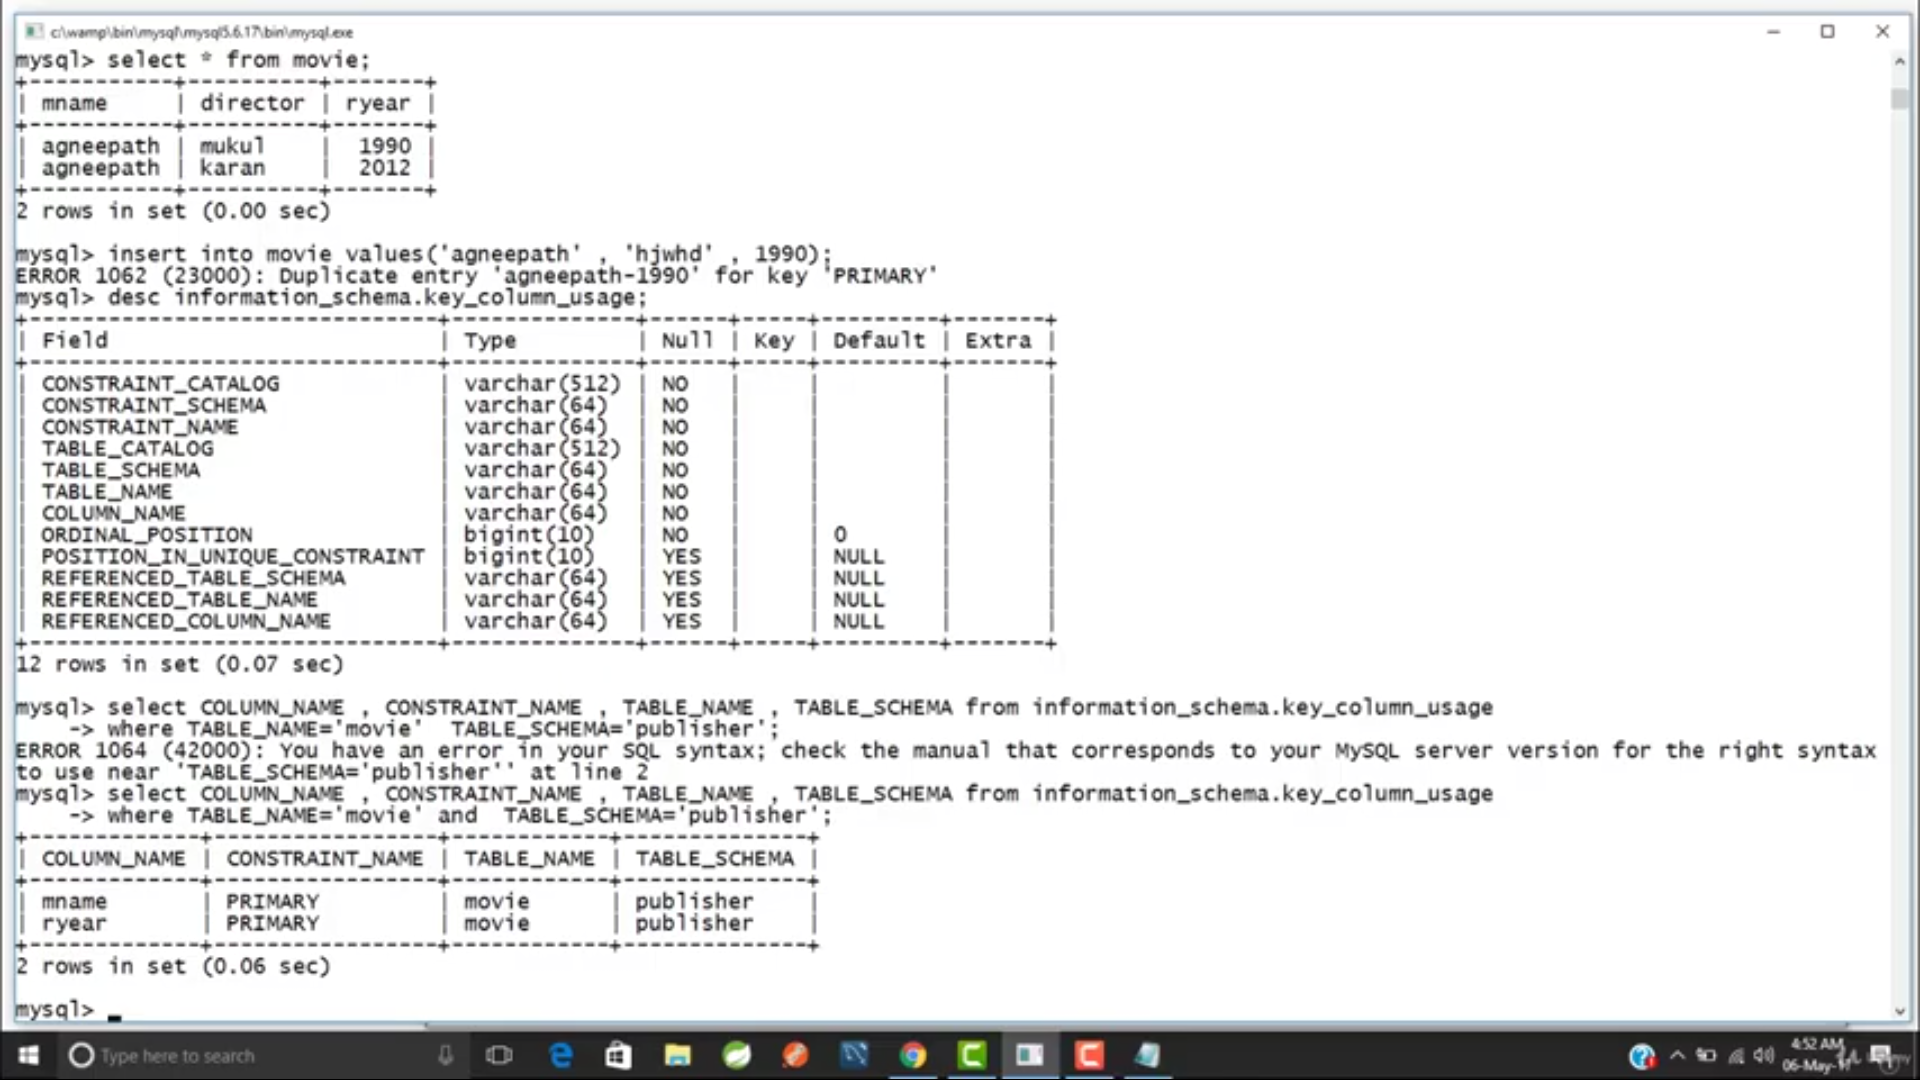 c:\wamp\bin\mysql\mysql5.6.17\bin\mysql.exe
mysql> select * from movie;
+-----------+----------+-------+
| mname     | director | ryear |
+-----------+----------+-------+
| agneepath | mukul    |  1990 |
| agneepath | karan    |  2012 |
+-----------+----------+-------+
2 rows in set (0.00 sec)
mysql> insert into movie values('agneepath' , 'hjwhd' , 1990);
ERROR 1062 (23000): Duplicate entry 'agneepath-1990' for key 'PRIMARY'
mysql> desc information_schema.key_column_usage;
+-------------------------------+--------------+------+-----+---------+-------+
| Field                         | Type         | Null | Key | Default | Extra |
+-------------------------------+--------------+------+-----+---------+-------+
| CONSTRAINT_CATALOG            | varchar(512) | NO   |     |         |       |
| CONSTRAINT_SCHEMA             | varchar(64)  | NO   |     |         |       |
| CONSTRAINT_NAME               | varchar(64)  | NO   |     |         |       |
| TABLE_CATALOG                 | varchar(512) | NO   |     |         |       |
| TABLE_SCHEMA                  | varchar(64)  | NO   |     |         |       |
| TABLE_NAME                    | varchar(64)  | NO   |     |         |       |
| COLUMN_NAME                   | varchar(64)  | NO   |     |         |       |
| ORDINAL_POSITION              | bigint(10)   | NO   |     | 0       |       |
| POSITION_IN_UNIQUE_CONSTRAINT | bigint(10)   | YES  |     | NULL    |       |
| REFERENCED_TABLE_SCHEMA       | varchar(64)  | YES  |     | NULL    |       |
| REFERENCED_TABLE_NAME         | varchar(64)  | YES  |     | NULL    |       |
| REFERENCED_COLUMN_NAME        | varchar(64)  | YES  |     | NULL    |       |
+-------------------------------+--------------+------+-----+---------+-------+
12 rows in set (0.07 sec)
mysql> select COLUMN_NAME , CONSTRAINT_NAME , TABLE_NAME , TABLE_SCHEMA from information_schema.key_column_usage
    -> where TABLE_NAME='movie'  TABLE_SCHEMA='publisher';
ERROR 1064 (42000): You have an error in your SQL syntax; check the manual that corresponds to your MySQL server version for the right syntax
to use near 'TABLE_SCHEMA='publisher'' at line 2
mysql> select COLUMN_NAME , CONSTRAINT_NAME , TABLE_NAME , TABLE_SCHEMA from information_schema.key_column_usage
    -> where TABLE_NAME='movie' and  TABLE_SCHEMA='publisher';
+-------------+-----------------+------------+--------------+
| COLUMN_NAME | CONSTRAINT_NAME | TABLE_NAME | TABLE_SCHEMA |
+-------------+-----------------+------------+--------------+
| mname       | PRIMARY         | movie      | publisher    |
| ryear       | PRIMARY         | movie      | publisher    |
+-------------+-----------------+------------+--------------+
2 rows in set (0.06 sec)
mysql> _
Type here to search
4:52 AM